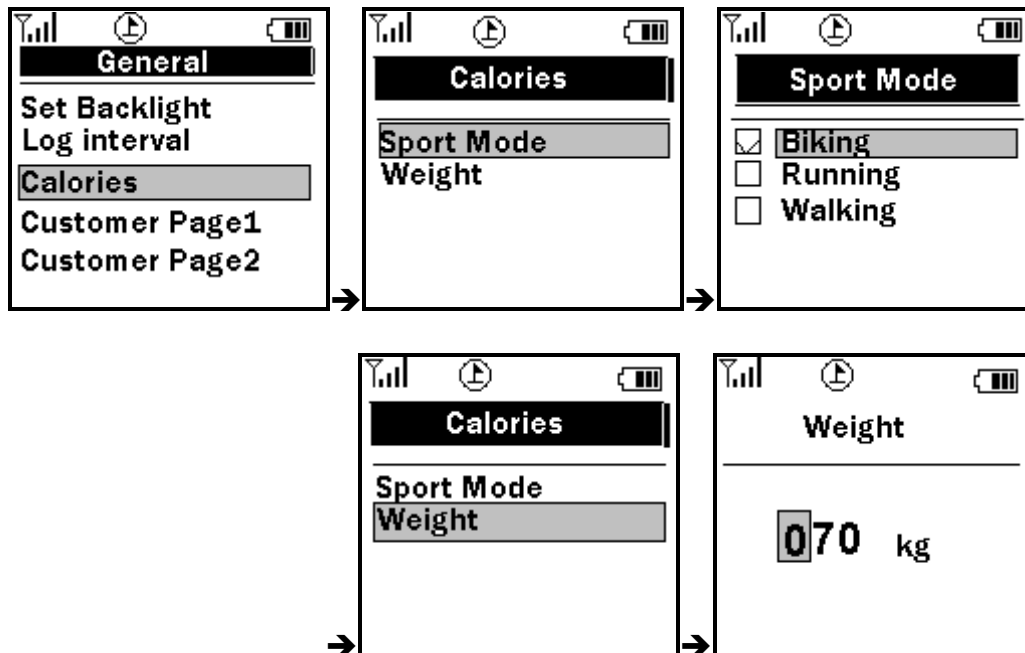 General
Set Backlight
Log interval
Calories
Customer Page1
Customer Page2
➔
Calories
Sport Mode
Weight
➔
Sport Mode
Biking
Running
Walking
➔
Calories
Sport Mode
Weight
➔
Weight
070 kg